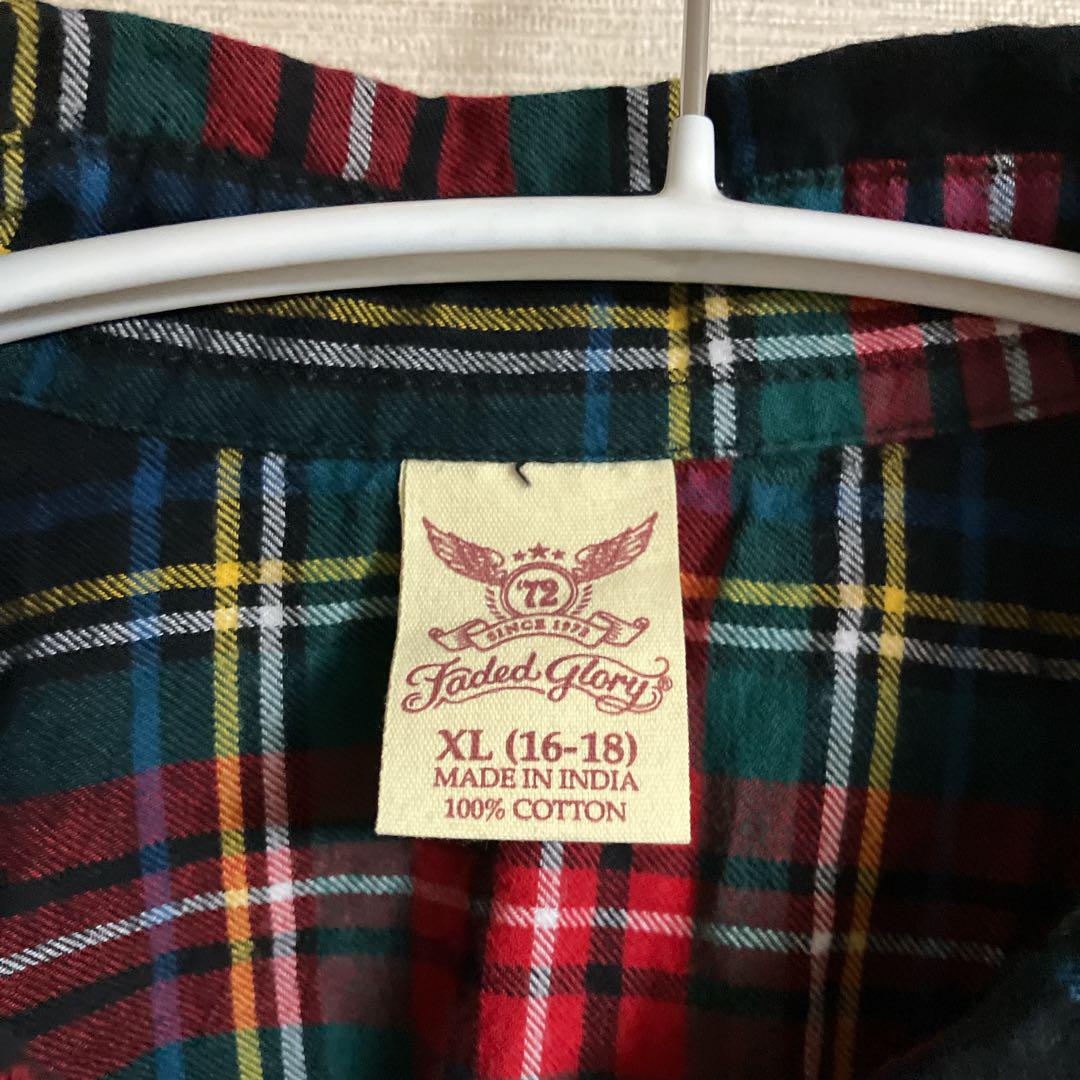 '72
SINCE 1972
Faded Glory®
XL (16-18)
MADE IN INDIA
100% COTTON